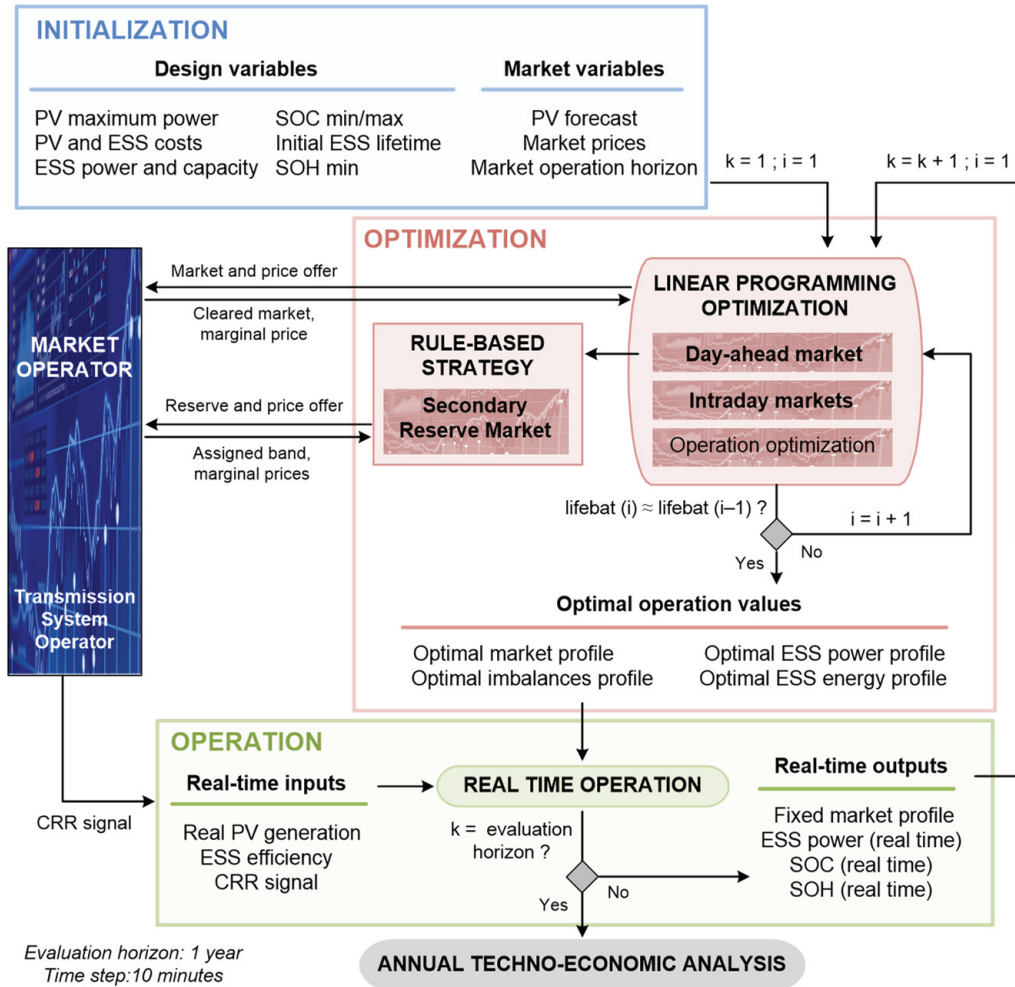 INITIALIZATION
Design variables
PV maximum power
PV and ESS costs
ESS power and capacity
SOC min/max
Initial ESS lifetime
SOH min
Market variables
PV forecast
Market prices
Market operation horizon
k = 1 ; i = 1
k = k + 1 ; i = 1
OPTIMIZATION
MARKET
OPERATOR
Transmission
System
Operator
Market and price offer
Cleared market,
marginal price
Reserve and price offer
Assigned band,
marginal prices
RULE-BASED
STRATEGY
Secondary
Reserve Market
LINEAR PROGRAMMING
OPTIMIZATION
Day-ahead market
Intraday markets
Operation optimization
lifebat (i) ≈ lifebat (i–1) ?
i = i + 1
No
Yes
Optimal operation values
Optimal market profile
Optimal imbalances profile
Optimal ESS power profile
Optimal ESS energy profile
OPERATION
CRR signal
Real-time inputs
Real PV generation
ESS efficiency
CRR signal
REAL TIME OPERATION
k = evaluation
horizon ?
No
Yes
Real-time outputs
Fixed market profile
ESS power (real time)
SOC (real time)
SOH (real time)
ANNUAL TECHNO-ECONOMIC ANALYSIS
Evaluation horizon: 1 year
Time step:10 minutes